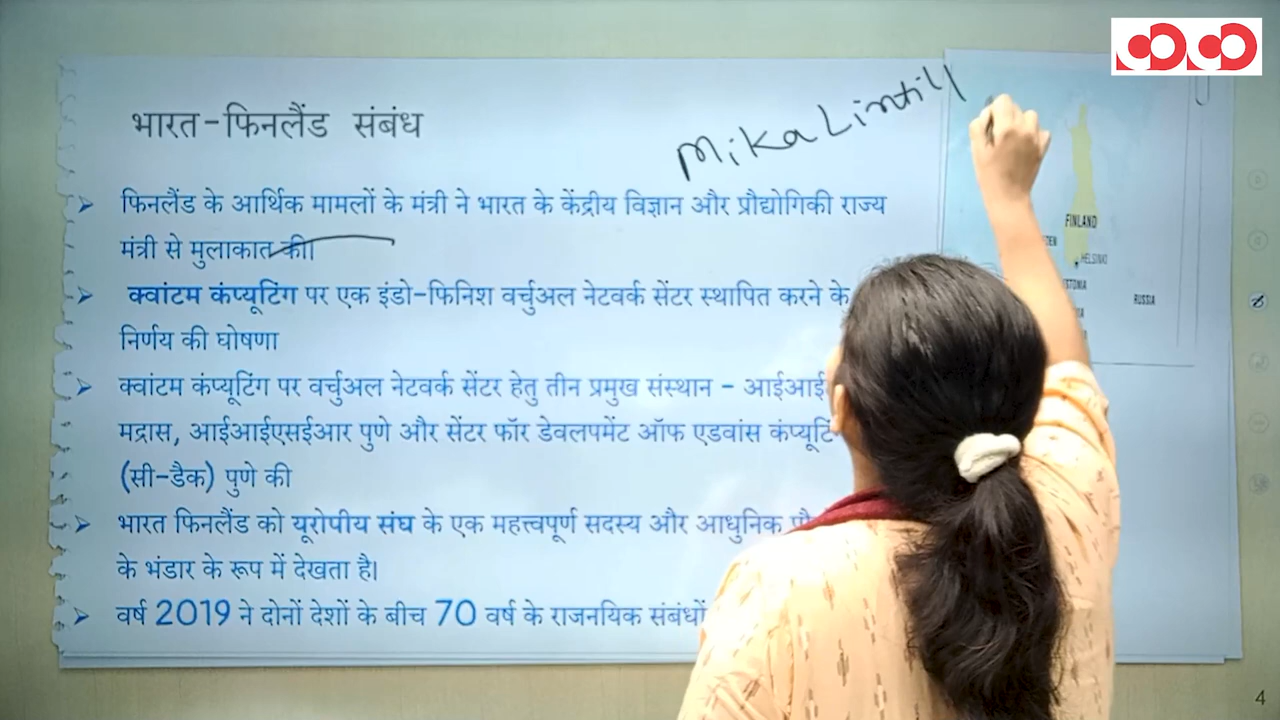 भारत-फिनलैंड संबंध
Mika Lintil
फिनलैंड के आर्थिक मामलों के मंत्री ने भारत के केंद्रीय विज्ञान और प्रौद्योगिकी राज्य
मंत्री से मुलाकात की।
क्वांटम कंप्यूटिंग पर एक इंडो-फिनिश वर्चुअल नेटवर्क सेंटर स्थापित करने के
निर्णय की घोषणा
क्वांटम कंप्यूटिंग पर वर्चुअल नेटवर्क सेंटर हेतु तीन प्रमुख संस्थान - आईआई
मद्रास, आईआईएसईआर पुणे और सेंटर फॉर डेवलपमेंट ऑफ एडवांस कंप्यूटि
(सी-डैक) पुणे की
भारत फिनलैंड को यूरोपीय संघ के एक महत्त्वपूर्ण सदस्य और आधुनिक
के भंडार के रूप में देखता है।
वर्ष 2019 ने दोनों देशों के बीच 70 वर्ष के राजनयिक संबंधों
FINLAND
HELSINKI
RUSSIA
4